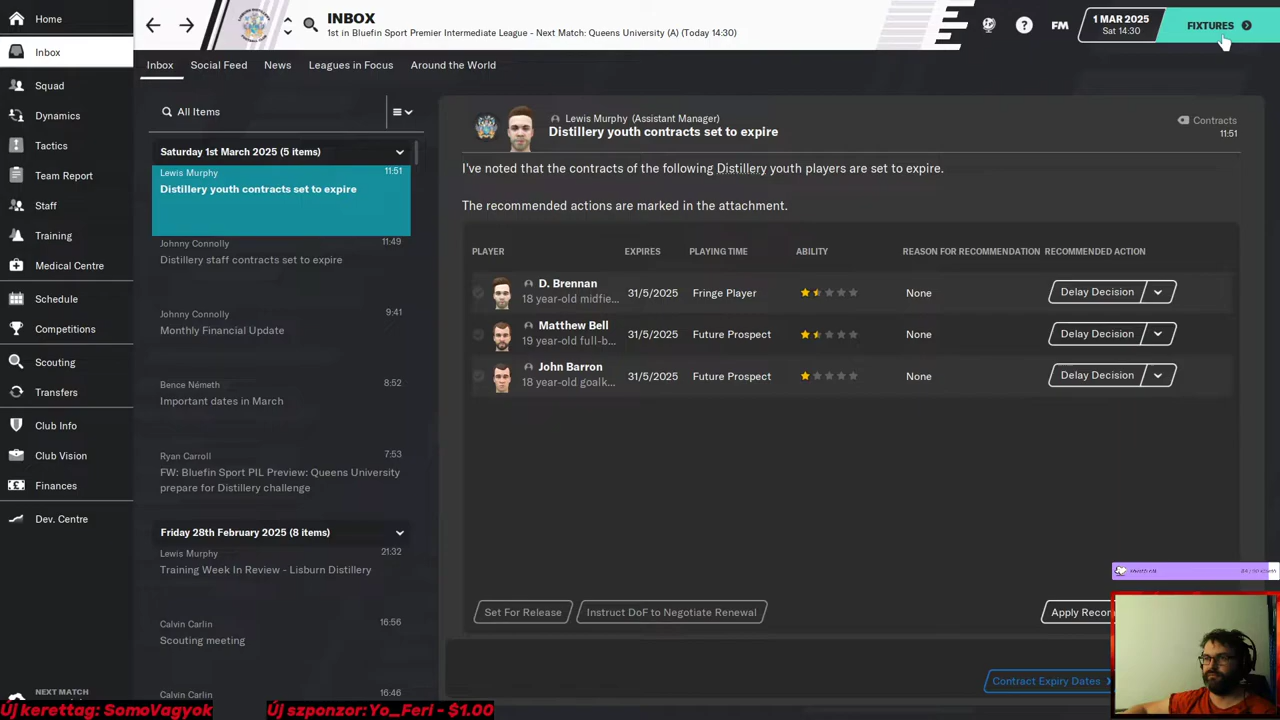 Home
INBOX
1st in Bluefin Sport Premier Intermediate League - Next Match: Queens University (A) (Today 14:30)
FM
1 MAR 2025
Sat 14:30
FIXTURES
Inbox
Squad
Dynamics
Tactics
Team Report
Staff
Training
Medical Centre
Schedule
Competitions
Scouting
Transfers
Club Info
Club Vision
Finances
Dev. Centre
NEXT MATCH
Inbox Social Feed News Leagues in Focus Around the World
All Items
Saturday 1st March 2025 (5 items)
Lewis Murphy 11:51
Distillery youth contracts set to expire
Johnny Connolly 11:49
Distillery staff contracts set to expire
Johnny Connolly 9:41
Monthly Financial Update
Bence Németh 8:52
Important dates in March
Ryan Carroll 7:53
FW: Bluefin Sport PIL Preview: Queens University
prepare for Distillery challenge
Friday 28th February 2025 (8 items)
Lewis Murphy 21:32
Training Week In Review - Lisburn Distillery
Calvin Carlin 16:56
Scouting meeting
Calvin Carlin 16:46
Lewis Murphy (Assistant Manager)
Distillery youth contracts set to expire
Contracts
11:51
I've noted that the contracts of the following Distillery youth players are set to expire.
The recommended actions are marked in the attachment.
PLAYER EXPIRES PLAYING TIME ABILITY REASON FOR RECOMMENDATION RECOMMENDED ACTION
D. Brennan
18 year-old midfie... 31/5/2025 Fringe Player None Delay Decision
Matthew Bell
19 year-old full-b... 31/5/2025 Future Prospect None Delay Decision
John Barron
18 year-old goalk... 31/5/2025 Future Prospect None Delay Decision
Set For Release Instruct DoF to Negotiate Renewal Apply Recon
Contract Expiry Dates
Új kerettag: SomoVagyok Új szponzor: Yo_Feri - $1.00